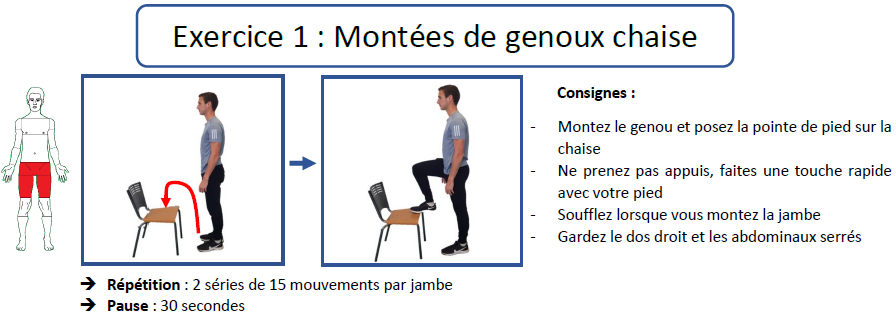 Exercice 1 : Montées de genoux chaise
Consignes :
- Montez le genou et posez la pointe de pied sur la
chaise
- Ne prenez pas appuis, faites une touche rapide
avec votre pied
- Soufflez lorsque vous montez la jambe
- Gardez le dos droit et les abdominaux serrés
➔ Répétition : 2 séries de 15 mouvements par jambe
➔ Pause : 30 secondes